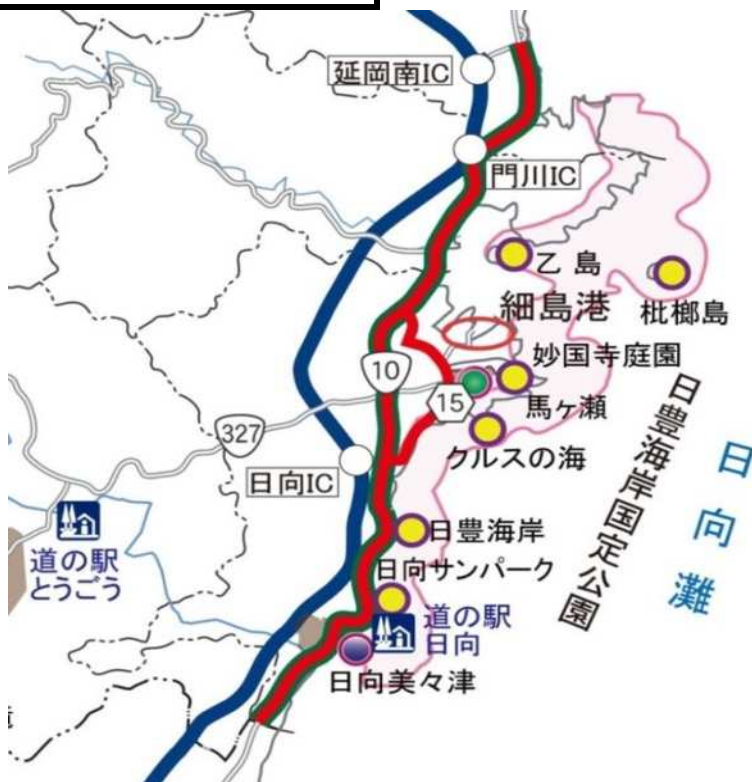 延岡南IC
門川IC
乙島
枇榔島
細島港
妙国寺庭園
10
馬ヶ瀬
15
327
クルスの海
日向IC
日豊海岸国定公園
日向灘
道の駅
とうごう
日豊海岸
日向サンパーク
道の駅
日向
日向美々津